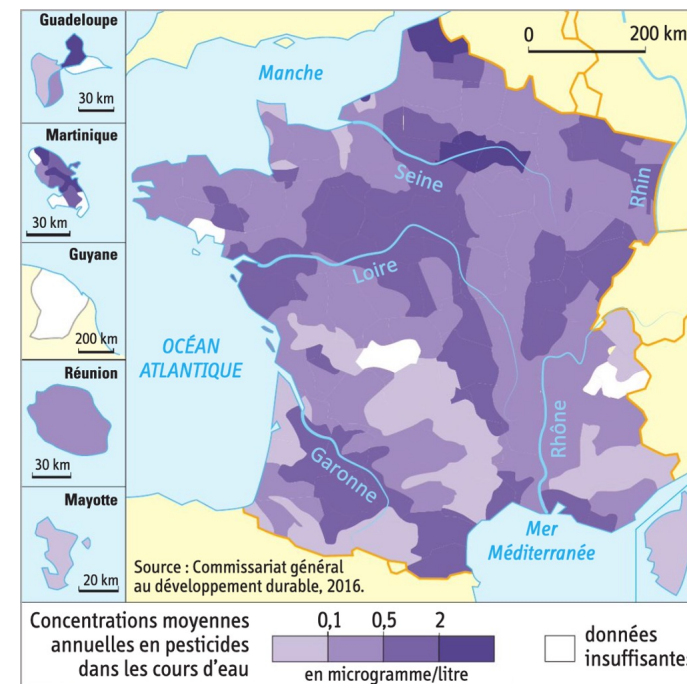 Guadeloupe
30 km
Martinique
30 km
Guyane
200 km
Réunion
30 km
Mayotte
20 km
0 200 km
Manche
Seine
Rhin
Loire
OCÉAN
ATLANTIQUE
Rhône
Garonne
Mer
Méditerranée
Source : Commissariat général
au développement durable, 2016.
Concentrations moyennes
annuelles en pesticides
dans les cours d'eau
0,1 0,5 2
en microgramme/litre
données
insuffisantes